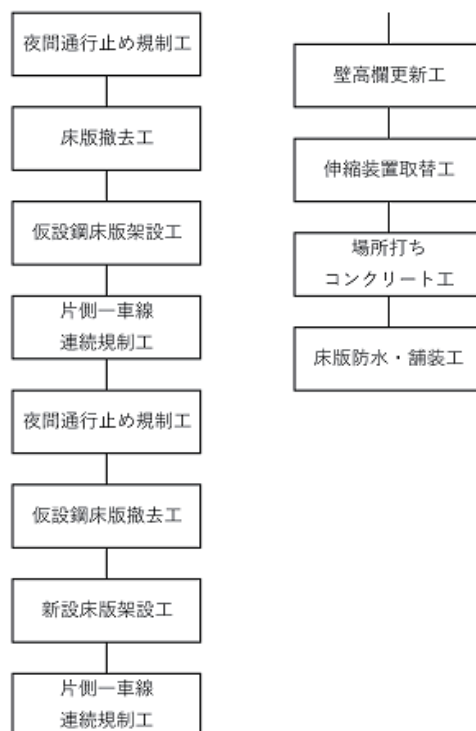 夜間通行止め規制工
床版撤去工
仮設鋼床版架設工
片側一車線
連続規制工
夜間通行止め規制工
仮設鋼床版撤去工
新設床版架設工
片側一車線
連続規制工
壁高欄更新工
伸縮装置取替工
場所打ち
コンクリート工
床版防水・舗装工